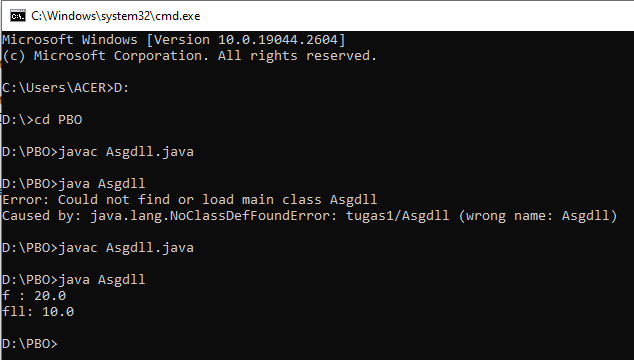 C:\Windows\system32\cmd.exe
Microsoft Windows [Version 10.0.19044.2604]
(c) Microsoft Corporation. All rights reserved.
C:\Users\ACER>D:
D:\>cd PBO
D:\PBO>javac Asgdll.java
D:\PBO>java Asgdll
Error: Could not find or load main class Asgdll
Caused by: java.lang.NoClassDefFoundError: tugas1/Asgdll (wrong name: Asgdll)
D:\PBO>javac Asgdll.java
D:\PBO>java Asgdll
f : 20.0
fll: 10.0
D:\PBO>